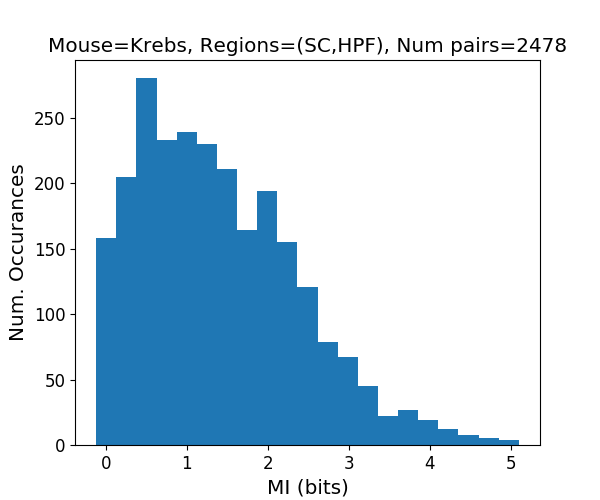 Mouse=Krebs, Regions=(SC,HPF), Num pairs=2478
250
200
150
100
50
0
Num. Occurances
0 1 2 3 4 5
MI (bits)